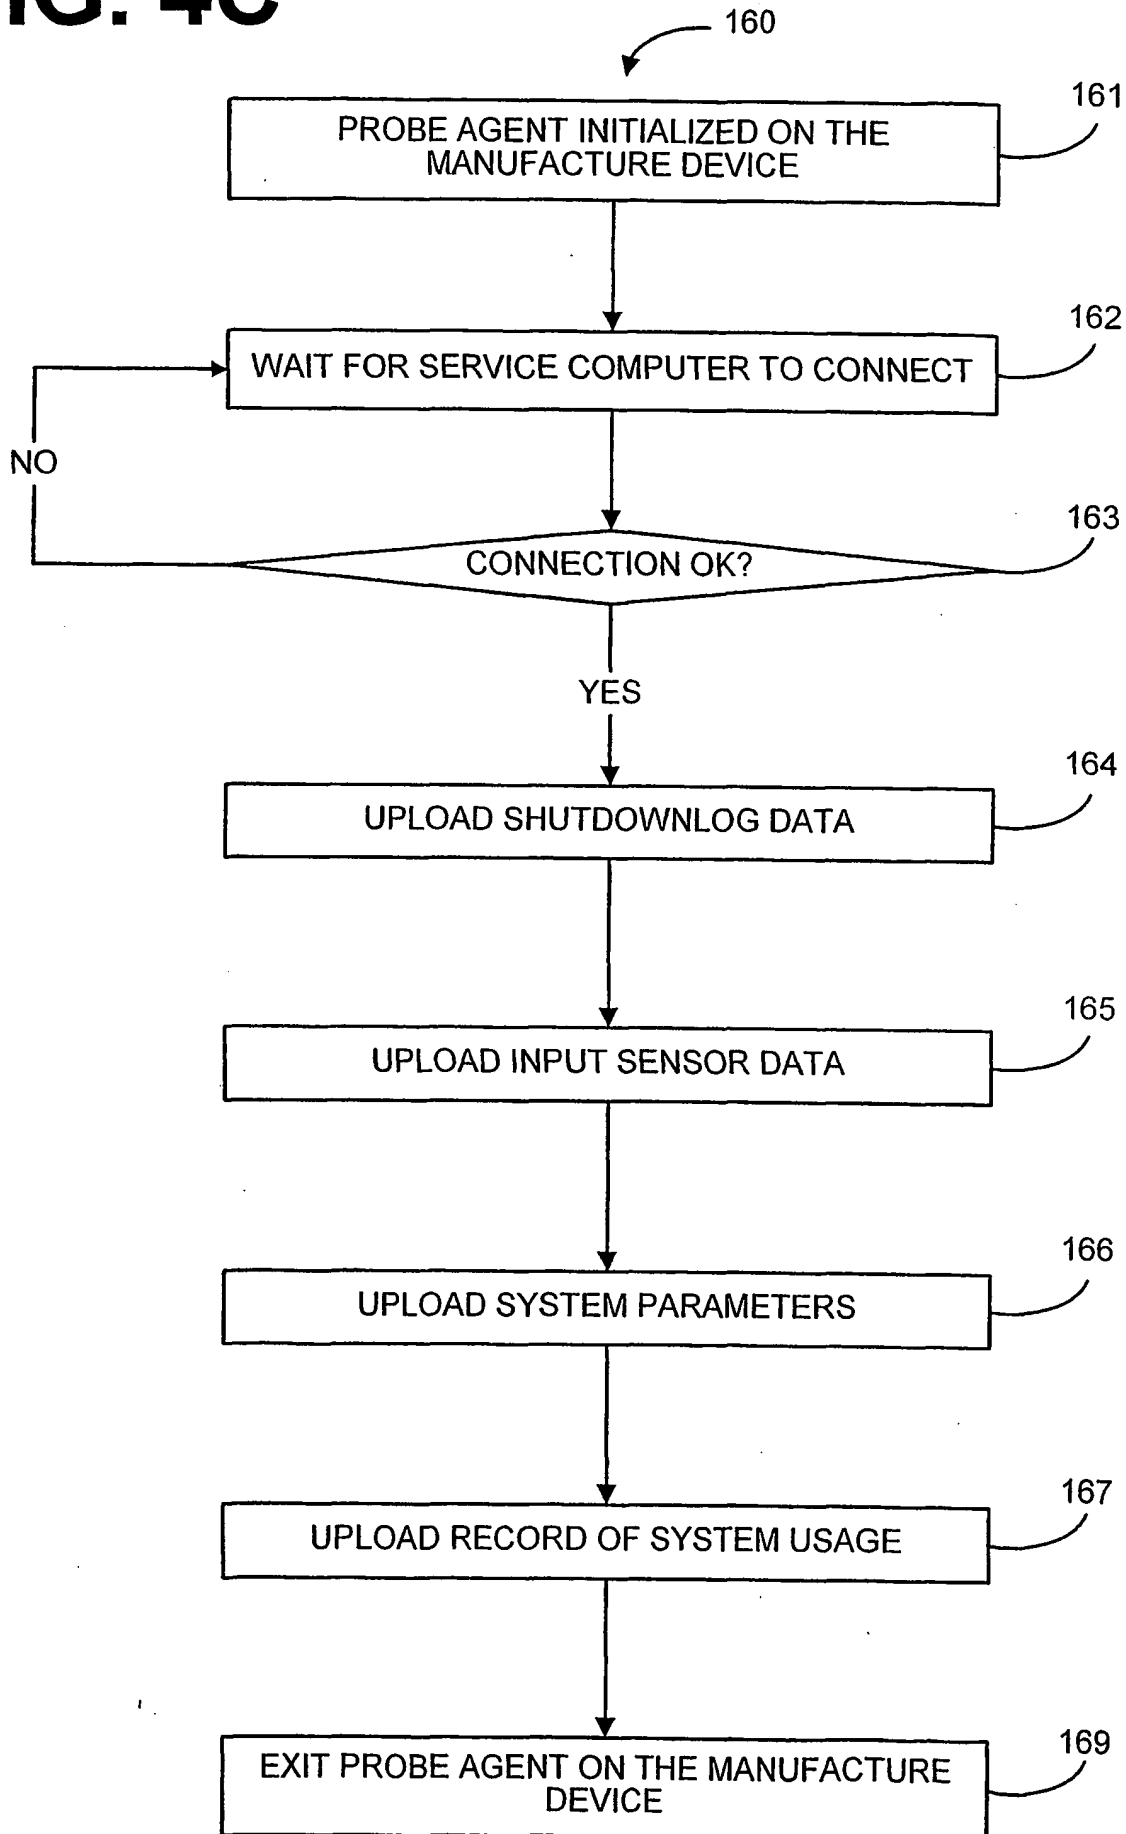 FIG. 4C
160
161
PROBE AGENT INITIALIZED ON THE
MANUFACTURE DEVICE
162
WAIT FOR SERVICE COMPUTER TO CONNECT
NO
163
CONNECTION OK?
YES
164
UPLOAD SHUTDOWNLOG DATA
165
UPLOAD INPUT SENSOR DATA
166
UPLOAD SYSTEM PARAMETERS
167
UPLOAD RECORD OF SYSTEM USAGE
169
EXIT PROBE AGENT ON THE MANUFACTURE
DEVICE